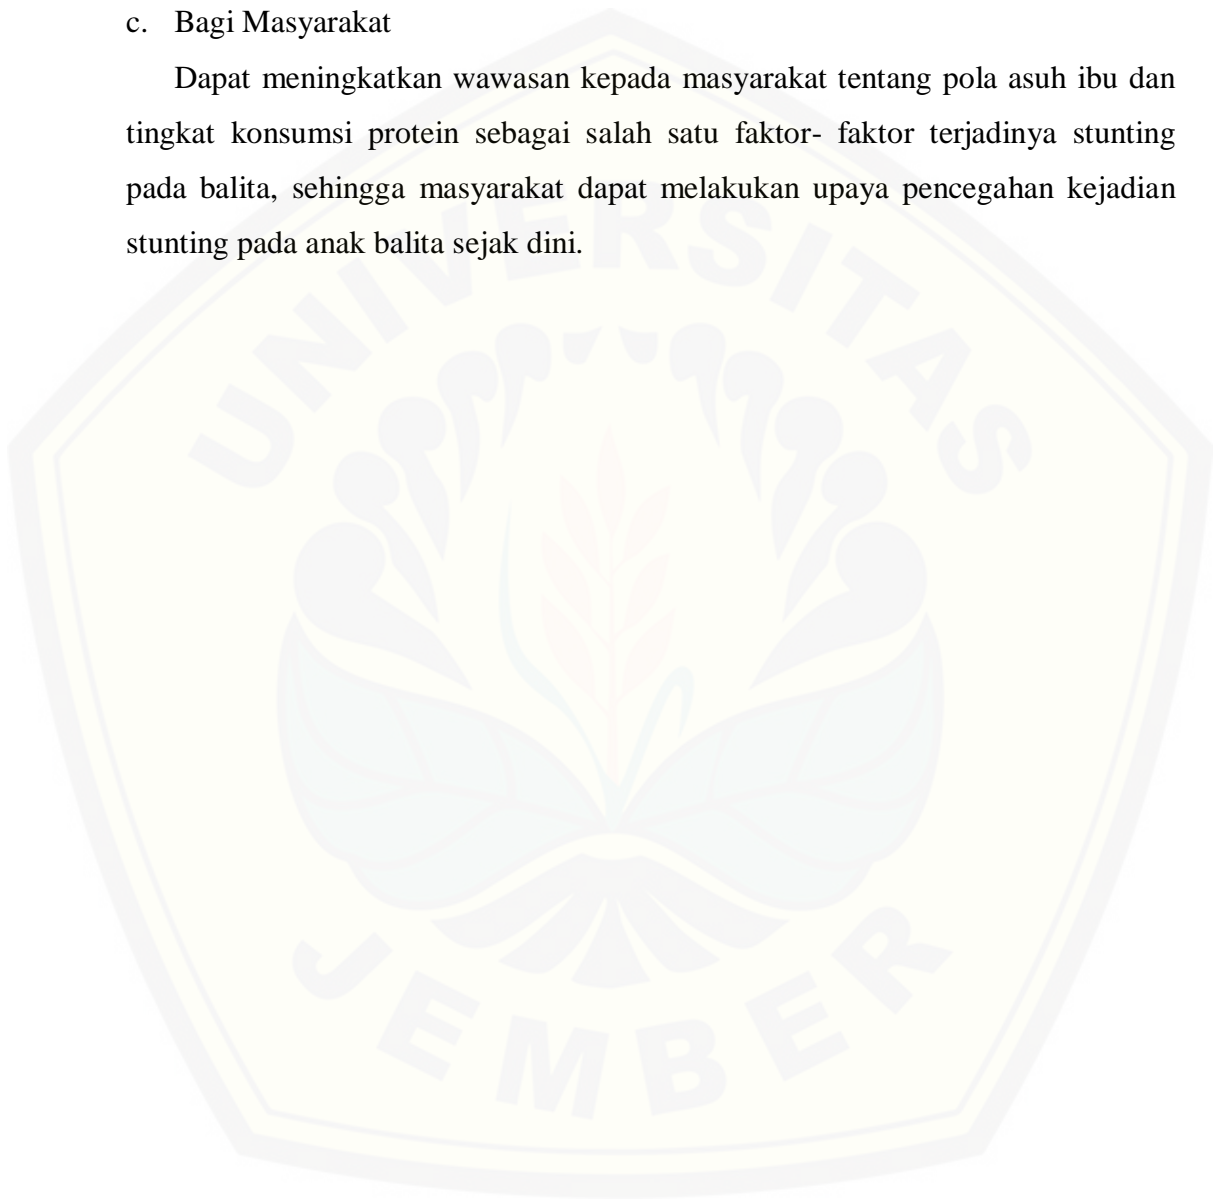 c. Bagi Masyarakat
Dapat meningkatkan wawasan kepada masyarakat tentang pola asuh ibu dan
tingkat konsumsi protein sebagai salah satu faktor- faktor terjadinya stunting
pada balita, sehingga masyarakat dapat melakukan upaya pencegahan kejadian
stunting pada anak balita sejak dini.
UNIVERSITAS
JEMBER